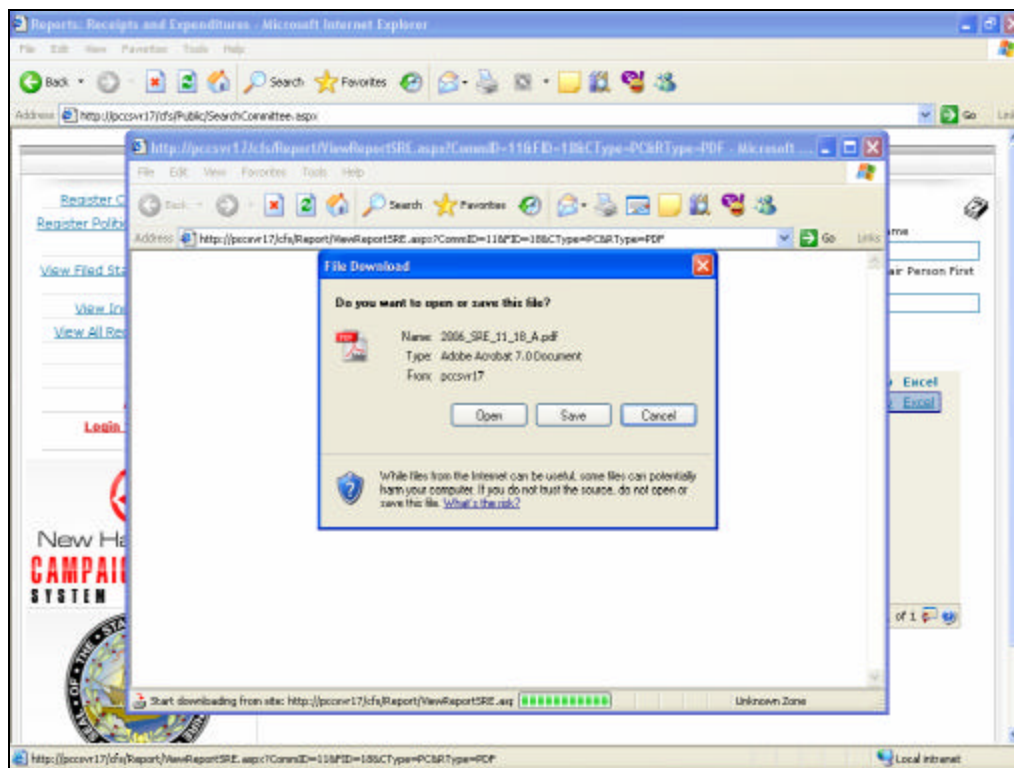 Reports: Receipts and Expenditures - Microsoft Internet Explorer
File Edit View Favorites Tools Help
Back Search Favorites
Address http://pccsvr17/cfs/Public/SearchCommittee.aspx Go Links
http://pccsvr17/cfs/Report/ViewReportSRE.aspx?CommID=11&FID=18&CType=PC&RType=PDF - Microsoft ...
File Edit View Favorites Tools Help
Back Search Favorites
Address http://pccsvr17/cfs/Report/ViewReportSRE.aspx?CommID=11&FID=18&CType=PC&RType=PDF Go Links
Register C
Register Politi
View Filed Sta
View In
View All Re
Login
New Ha
CAMPAI
SYSTEM
SEAL OF THE STA
air Person First
Excel
Excel
of 1
File Download
Do you want to open or save this file?
PDF
Name: 2006_SRE_11_18_A.pdf
Type: Adobe Acrobat 7.0 Document
From: pccsvr17
Open Save Cancel
While files from the Internet can be useful, some files can potentially
harm your computer. If you do not trust the source, do not open or
save this file. What's the risk?
Start downloading from site: http://pccsvr17/cfs/Report/ViewReportSRE.asp Unknown Zone
http://pccsvr17/cfs/Report/ViewReportSRE.aspx?CommID=11&FID=18&CType=PC&RType=PDF Local intranet